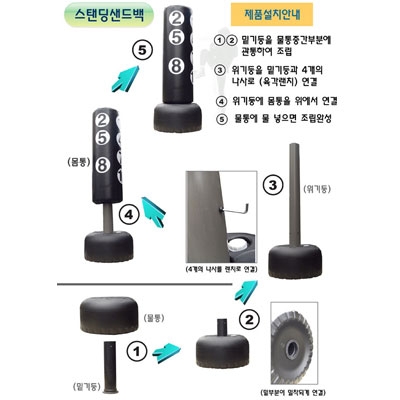 스탠딩샌드백
제품설치안내
① ② 밑기둥을 물통중간부분에
관통하여 조립
③ 위기둥을 밑기둥과 4개의
나사로 (육각렌치) 연결
④ 위기둥에 몸통을 위에서 연결
⑤ 물통에 물 넣으면 조립완성
⑤
2
5
8
(몸통)
2
5
8
④
③
(위기둥)
(4개의 나사를 렌치로 연결)
(물통)
①
(밑기둥)
②
(밑부분이 밀착되게 연결)